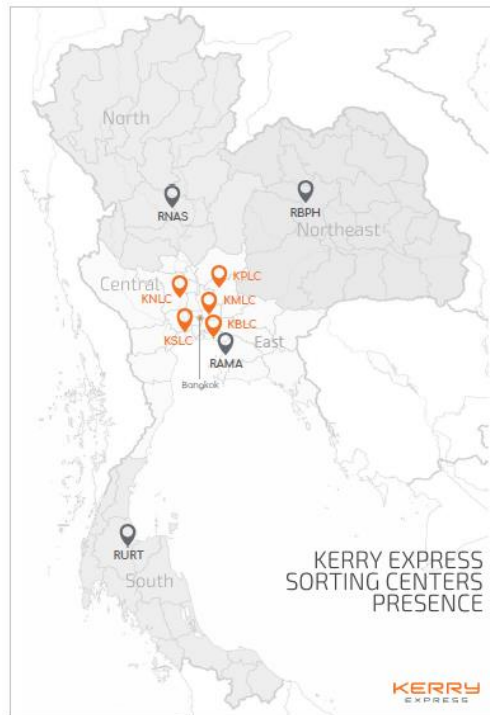 North
RNAS
RBPH
Northeast
Central
KPLC
KNLC
KMLC
KSLC
KBLC
East
RAMA
Bangkok
RURT
South
KERRY EXPRESS
SORTING CENTERS
PRESENCE
KERRY
EXPRESS